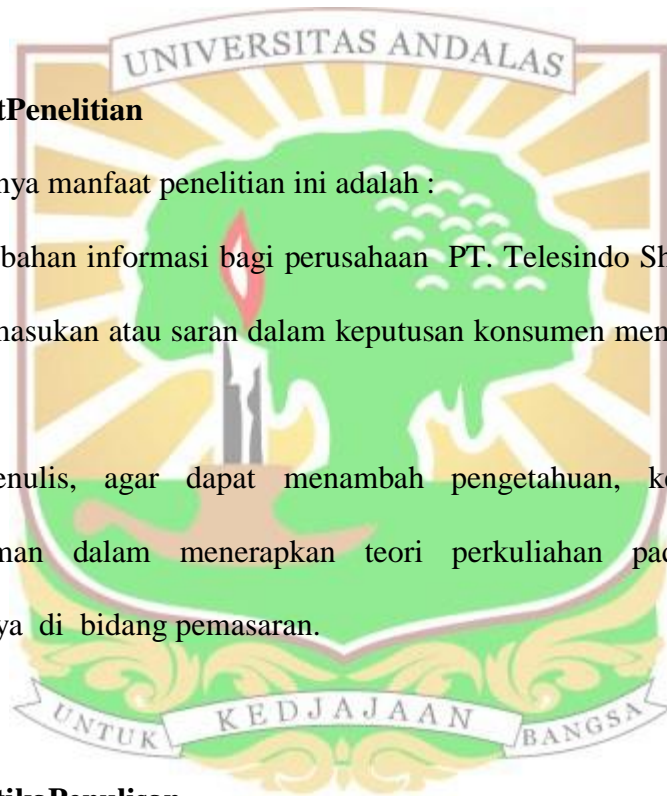 UNIVERSITAS ANDALAS
tPenelitian
nya manfaat penelitian ini adalah :
bahan informasi bagi perusahaan PT. Telesindo Sh
masukan atau saran dalam keputusan konsumen men
enulis, agar dapat menambah pengetahuan, ke
man dalam menerapkan teori perkuliahan pad
ya di bidang pemasaran.
UNTUK KEDJAJAAN BANGSA